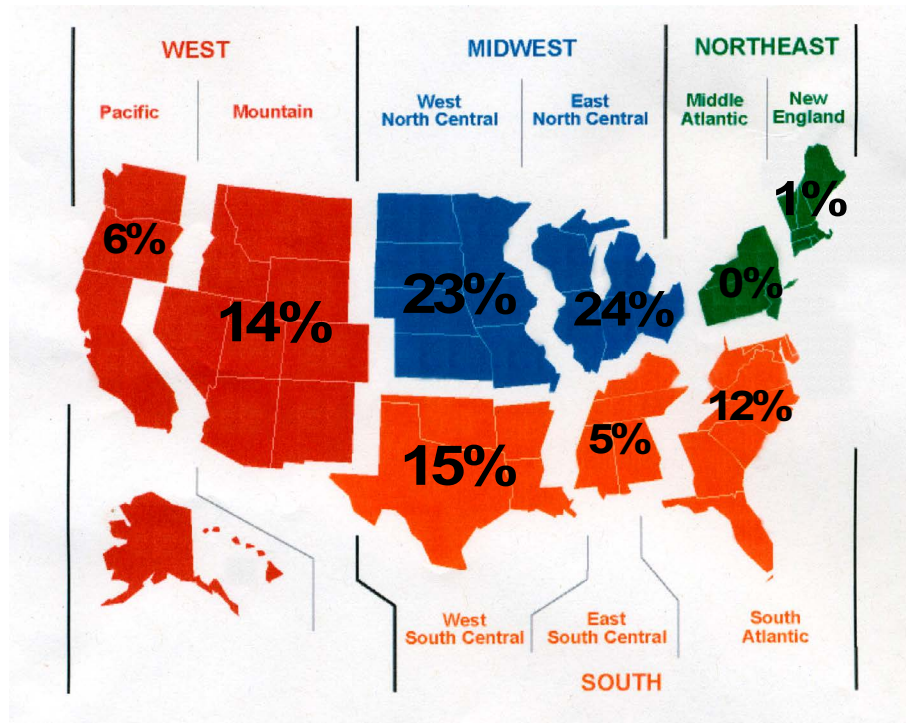 WEST
MIDWEST
NORTHEAST
Pacific
Mountain
West
North Central
East
North Central
Middle
Atlantic
New
England
6%
14%
23%
24%
0%
1%
15%
5%
12%
West
South Central
East
South Central
South
Atlantic
SOUTH